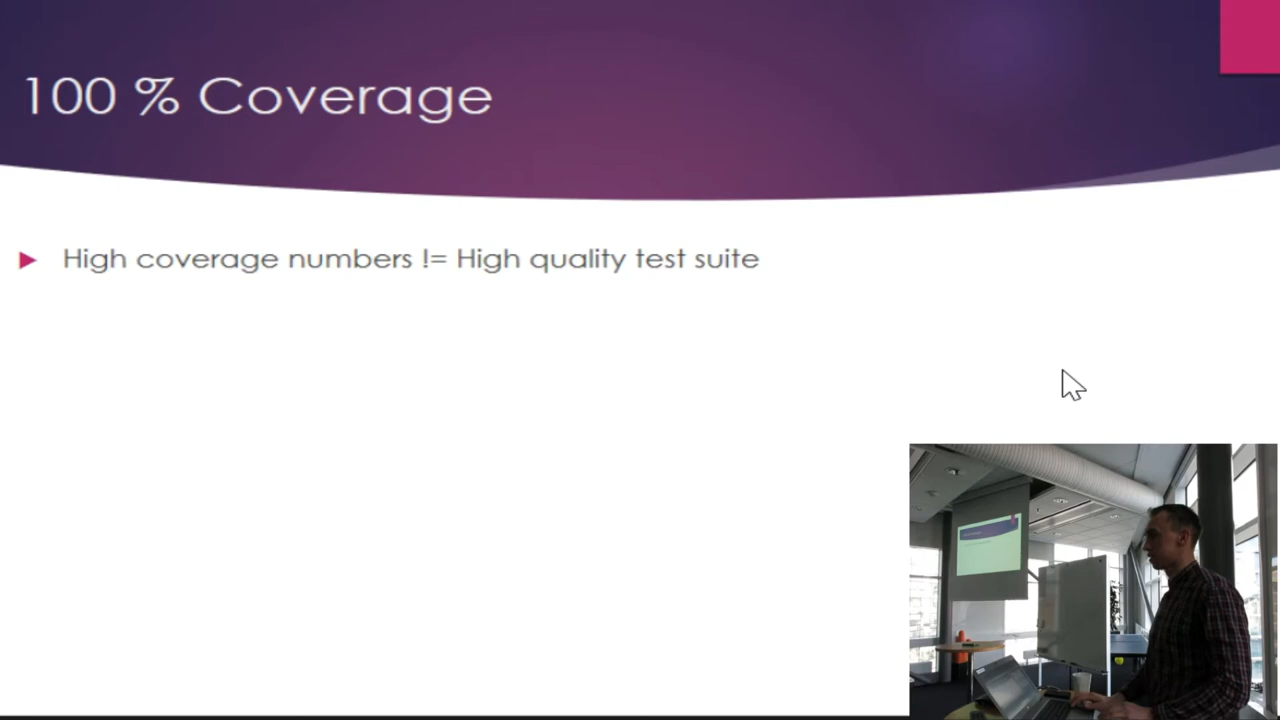 100 % Coverage
High coverage numbers != High quality test suite